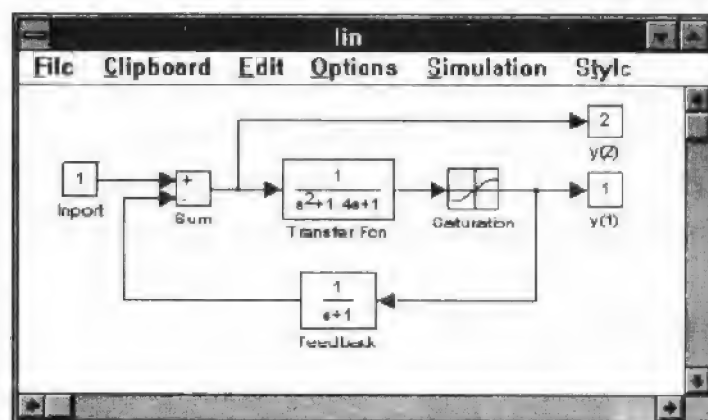 lin
File Clipboard Edit Options Simulation Style
2
y(2)
1
Inport
+
-
Sum
1
s²+1.4s+1
Transfer Fcn
Saturation
1
y(1)
1
s+1
Feedback